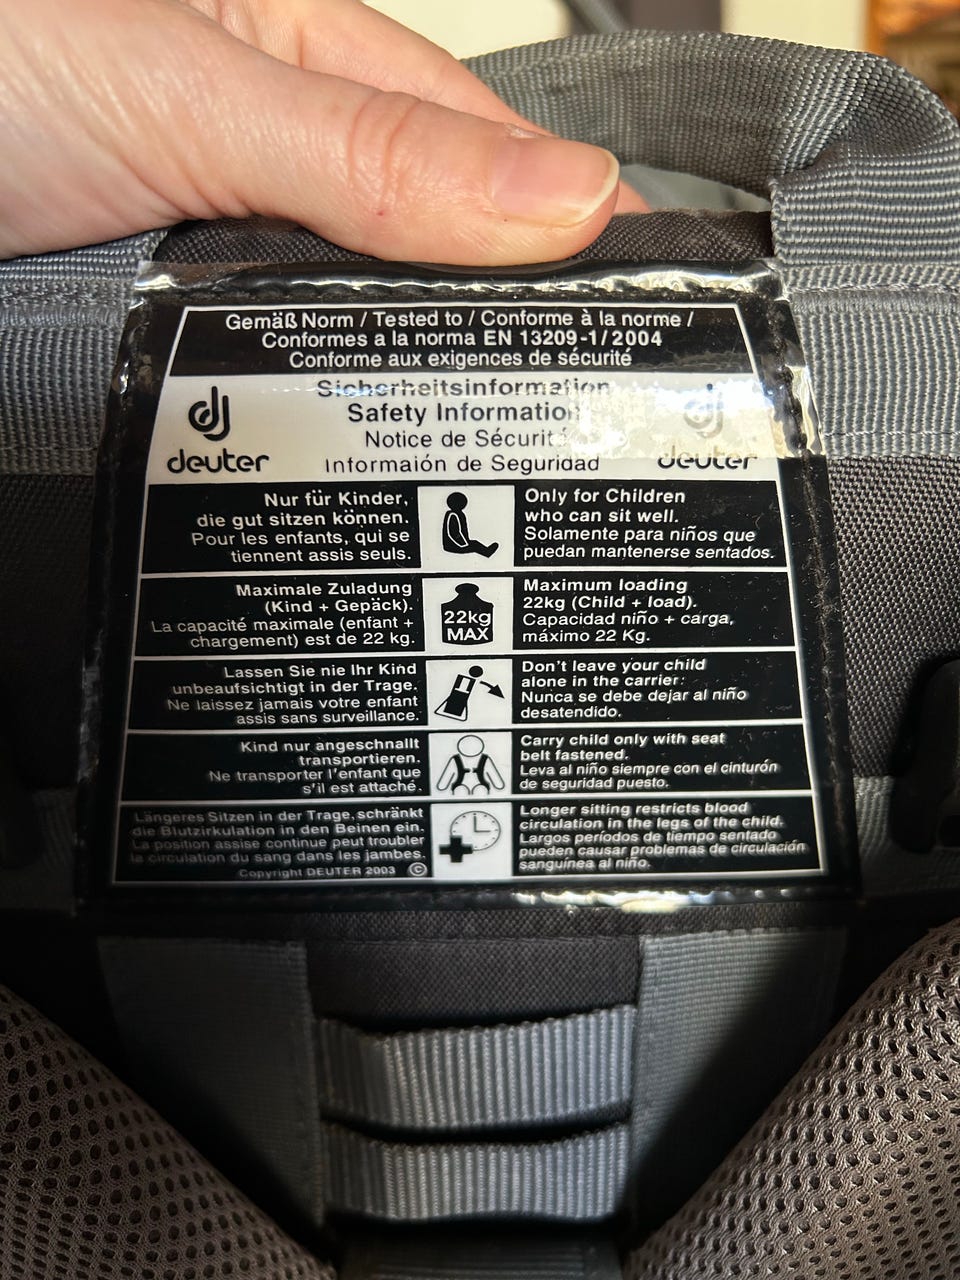 Gemäß Norm / Tested to / Conforme à la norme /
Conformes a la norma EN 13209-1/2004
Conforme aux exigences de sécurité
Sicherheitsinformation
Safety Information
Notice de Sécurité
Informaión de Seguridad
deuter
deuter
Nur für Kinder,
die gut sitzen können.
Pour les enfants, qui se
tiennent assis seuls.
Only for Children
who can sit well.
Solamente para niños que
puedan mantenerse sentados.
Maximale Zuladung
(Kind + Gepäck).
La capacité maximale (enfant +
chargement) est de 22 kg.
22kg
MAX
Maximum loading
22kg (Child + load).
Capacidad niño + carga,
máximo 22 Kg.
Lassen Sie nie Ihr Kind
unbeaufsichtigt in der Trage.
Ne laissez jamais votre enfant
assis sans surveillance.
Don't leave your child
alone in the carrier:
Nunca se debe dejar al niño
desatendido.
Kind nur angeschnallt
transportieren.
Ne transporter l'enfant que
s'il est attaché.
Carry child only with seat
belt fastened.
Leva al niño siempre con el cinturón
de seguridad puesto.
Längeres Sitzen in der Trage, schränkt
die Blutzirkulation in den Beinen ein.
La position assise continue peut troubler
la circulation du sang dans les jambes.
Copyright DEUTER 2003 ©
Longer sitting restricts blood
circulation in the legs of the child.
Largos períodos de tiempo sentado
pueden causar problemas de circulación
sanguínea al niño.